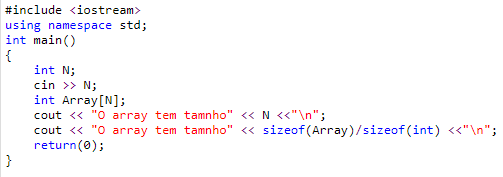 #include <iostream>
using namespace std;
int main()
{
    int N;
    cin >> N;
    int Array[N];
    cout << "O array tem tamnho" << N <<"\n";
    cout << "O array tem tamnho" << sizeof(Array)/sizeof(int) <<"\n";
    return(0);
}